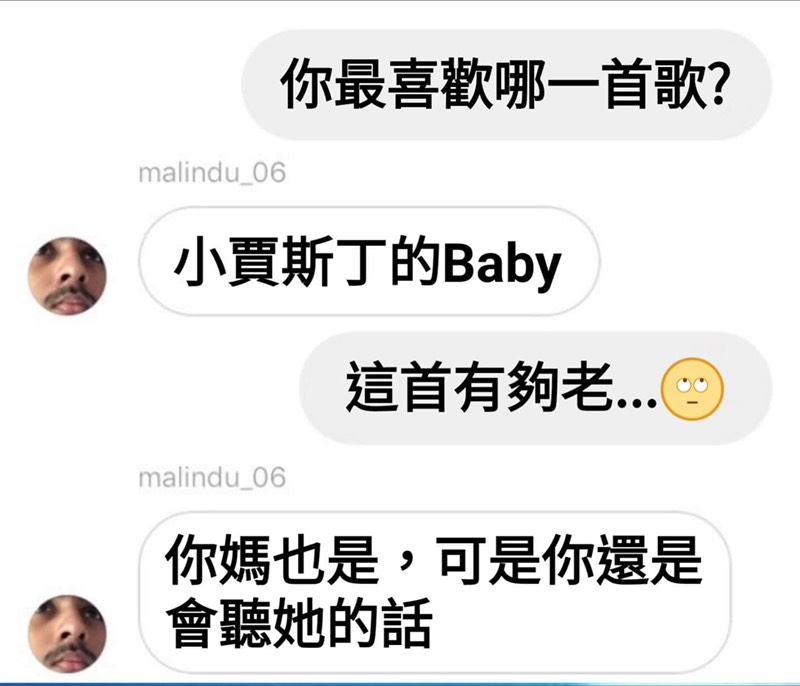 你最喜歡哪一首歌?
malindu_06
小賈斯丁的Baby
這首有夠老...🙄
malindu_06
你媽也是，可是你還是
會聽她的話